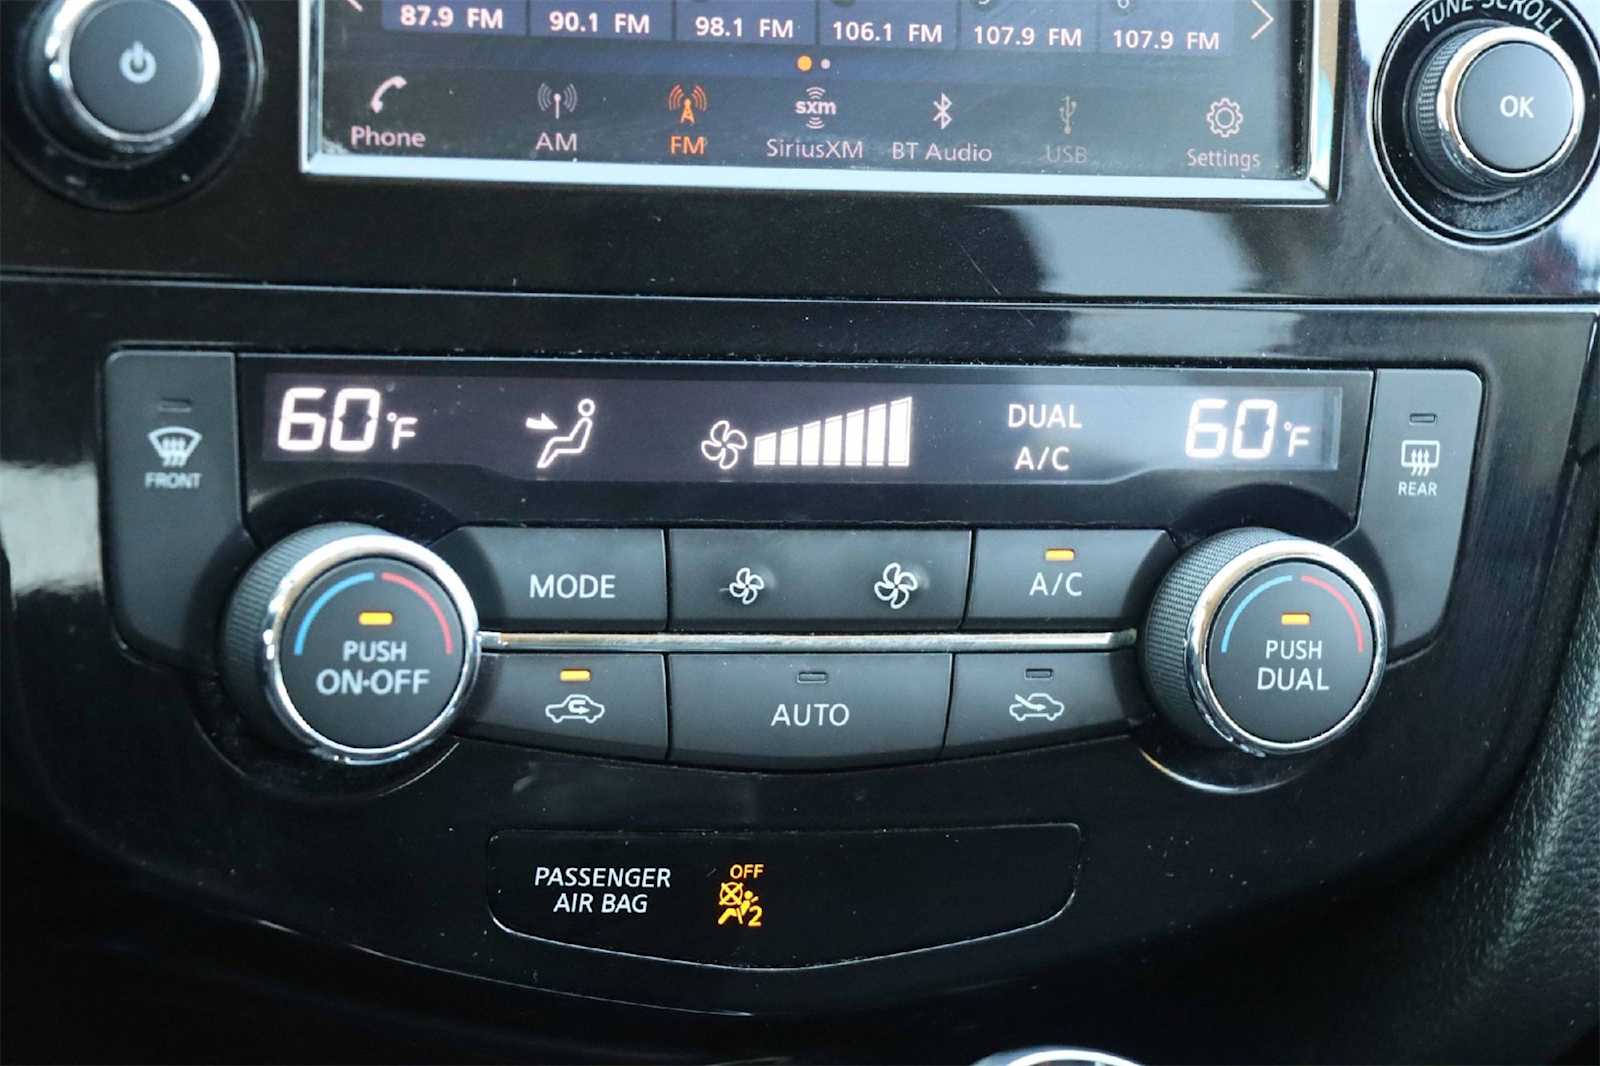 87.9 FM
90.1 FM
98.1 FM
106.1 FM
107.9 FM
107.9 FM
TUNE·SCROLL
OK
Phone
AM
FM
sxm
SiriusXM
BT Audio
USB
Settings
FRONT
60°F
DUAL
A/C
60°F
REAR
PUSH
ON·OFF
MODE
A/C
PUSH
DUAL
AUTO
PASSENGER
AIR BAG
OFF
2